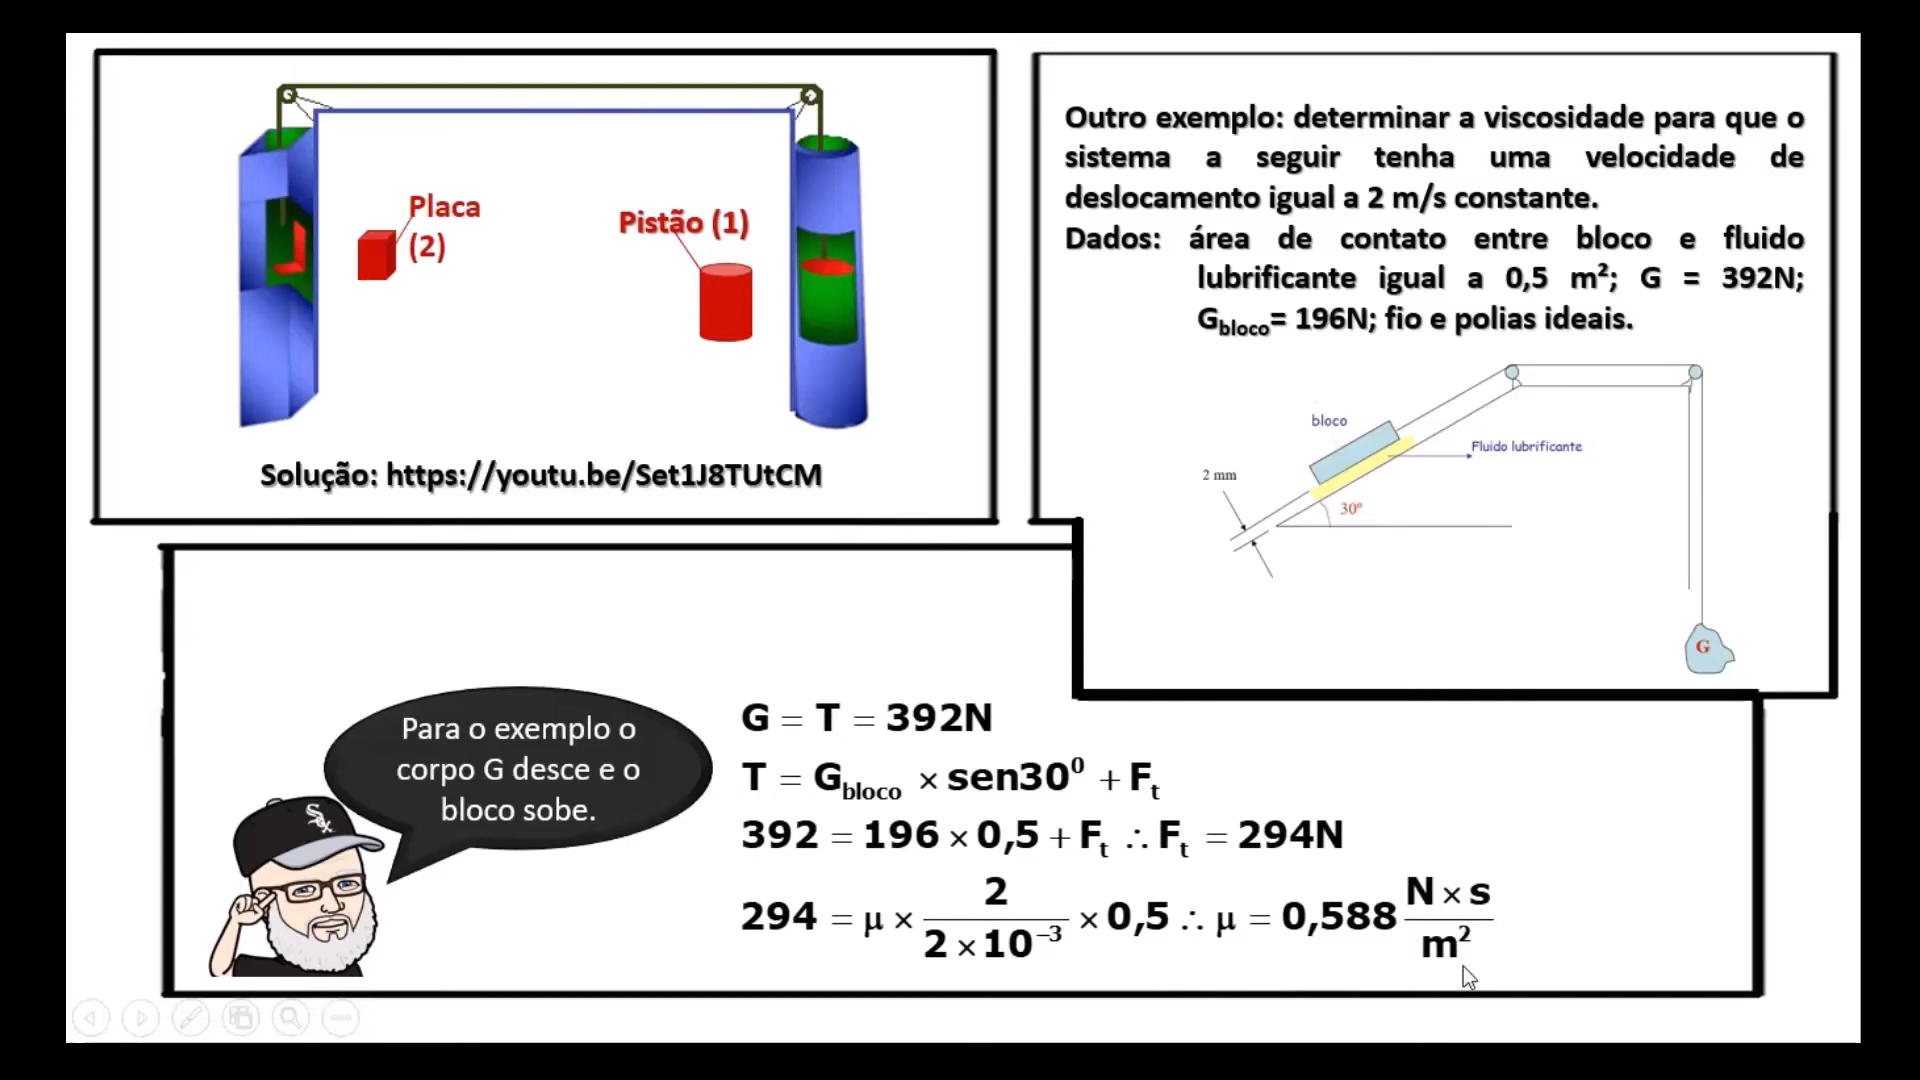 Placa
(2)
Pistão (1)
Solução: https://youtu.be/Set1J8TUtCM
Outro exemplo: determinar a viscosidade para que o
sistema a seguir tenha uma velocidade de
deslocamento igual a 2 m/s constante.
Dados: área de contato entre bloco e fluido
lubrificante igual a 0,5 m²; G = 392N;
Gbloco= 196N; fio e polias ideais.
bloco
Fluido lubrificante
2 mm
30º
G
Para o exemplo o
corpo G desce e o
bloco sobe.
G = T = 392N
T = Gbloco × sen30⁰ + Ft
392 = 196 × 0,5 + Ft ∴ Ft = 294N
294 = μ × 2 / (2 × 10⁻³) × 0,5 ∴ μ = 0,588 N × s / m²
Sox